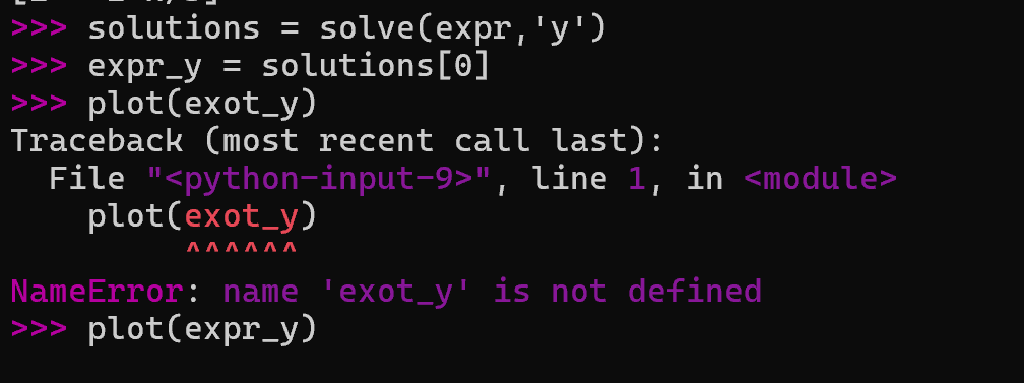 >>> solutions = solve(expr,'y')
>>> expr_y = solutions[0]
>>> plot(exot_y)
Traceback (most recent call last):
  File "<python-input-9>", line 1, in <module>
    plot(exot_y)
         ^^^^^^
NameError: name 'exot_y' is not defined
>>> plot(expr_y)